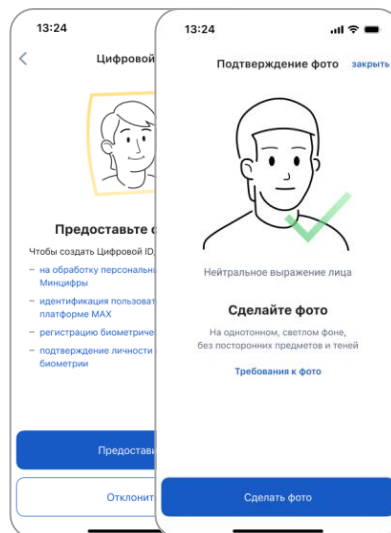 13:24
Цифровой
Предоставьте
Чтобы создать Цифровой ID,
– на обработку персональн
Минцифры
– идентификация пользоват
платформе MAX
– регистрацию биометриче
– подтверждение личности
биометрии
Предостави
Отклонит
13:24
Подтверждение фото
закрыть
Нейтральное выражение лица
Сделайте фото
На однотонном, светлом фоне,
без посторонних предметов и теней
Требования к фото
Сделать фото